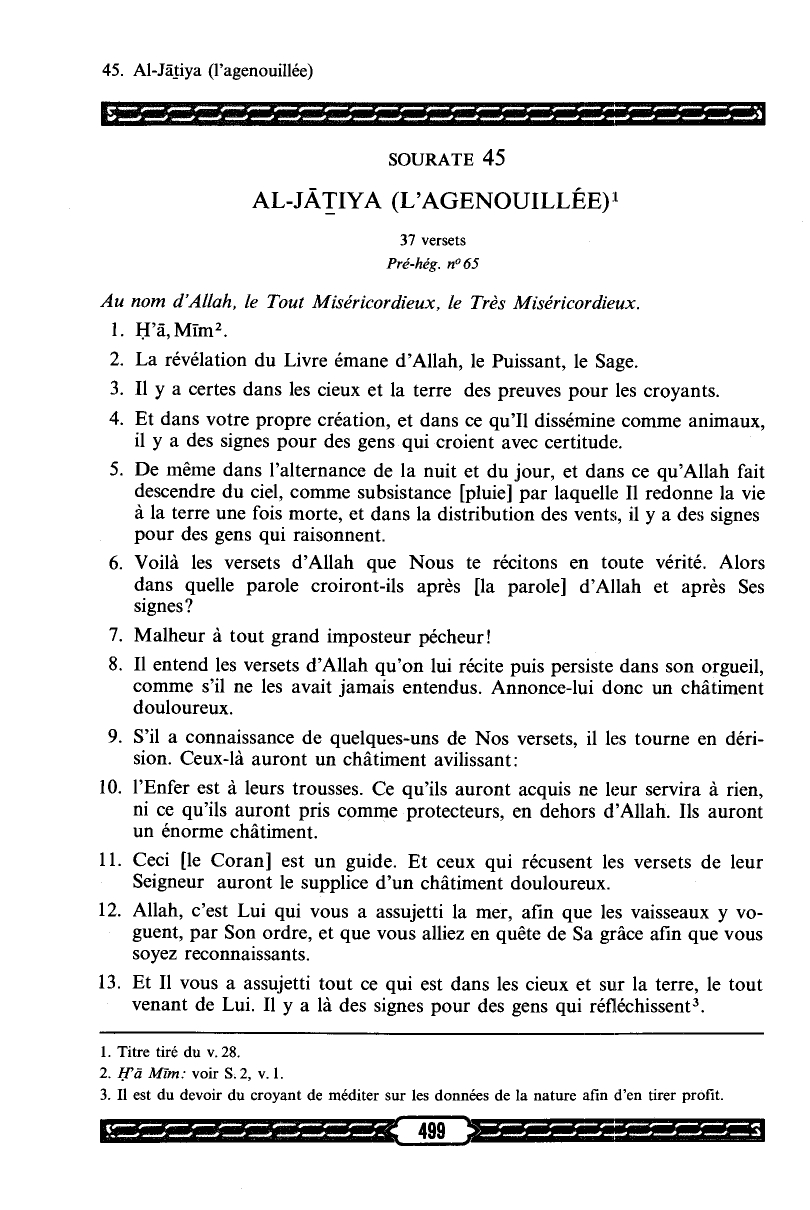 45. Al-Jāṯiya (l'agenouillée)
SOURATE 45
AL-JĀṮIYA (L'AGENOUILLÉE)¹
37 versets
Pré-hég. nº 65
Au nom d'Allah, le Tout Miséricordieux, le Très Miséricordieux.
1. Ḥ'ā, Mīm².
2. La révélation du Livre émane d'Allah, le Puissant, le Sage.
3. Il y a certes dans les cieux et la terre des preuves pour les croyants.
4. Et dans votre propre création, et dans ce qu'Il dissémine comme animaux,
il y a des signes pour des gens qui croient avec certitude.
5. De même dans l'alternance de la nuit et du jour, et dans ce qu'Allah fait
descendre du ciel, comme subsistance [pluie] par laquelle Il redonne la vie
à la terre une fois morte, et dans la distribution des vents, il y a des signes
pour des gens qui raisonnent.
6. Voilà les versets d'Allah que Nous te récitons en toute vérité. Alors
dans quelle parole croiront-ils après [la parole] d'Allah et après Ses
signes?
7. Malheur à tout grand imposteur pécheur!
8. Il entend les versets d'Allah qu'on lui récite puis persiste dans son orgueil,
comme s'il ne les avait jamais entendus. Annonce-lui donc un châtiment
douloureux.
9. S'il a connaissance de quelques-uns de Nos versets, il les tourne en déri-
sion. Ceux-là auront un châtiment avilissant:
10. l'Enfer est à leurs trousses. Ce qu'ils auront acquis ne leur servira à rien,
ni ce qu'ils auront pris comme protecteurs, en dehors d'Allah. Ils auront
un énorme châtiment.
11. Ceci [le Coran] est un guide. Et ceux qui récusent les versets de leur
Seigneur auront le supplice d'un châtiment douloureux.
12. Allah, c'est Lui qui vous a assujetti la mer, afin que les vaisseaux y vo-
guent, par Son ordre, et que vous alliez en quête de Sa grâce afin que vous
soyez reconnaissants.
13. Et Il vous a assujetti tout ce qui est dans les cieux et sur la terre, le tout
venant de Lui. Il y a là des signes pour des gens qui réfléchissent³.
1. Titre tiré du v. 28.
2. Ḥ'ā Mīm: voir S. 2, v. 1.
3. Il est du devoir du croyant de méditer sur les données de la nature afin d'en tirer profit.
499